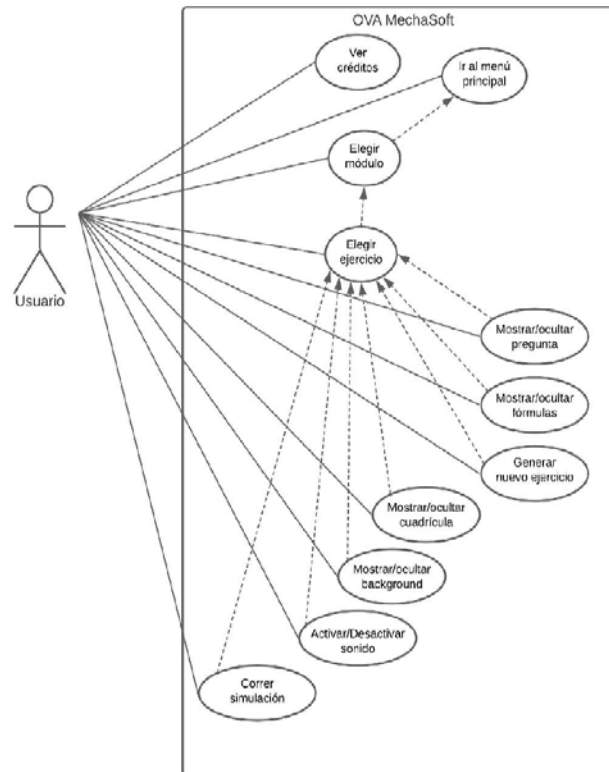 OVA MechaSoft
Ver
créditos
Ir al menú
principal
Elegir
módulo
Usuario
Elegir
ejercicio
Mostrar/ocultar
pregunta
Mostrar/ocultar
fórmulas
Generar
nuevo ejercicio
Mostrar/ocultar
cuadrícula
Mostrar/ocultar
background
Activar/Desactivar
sonido
Correr
simulación